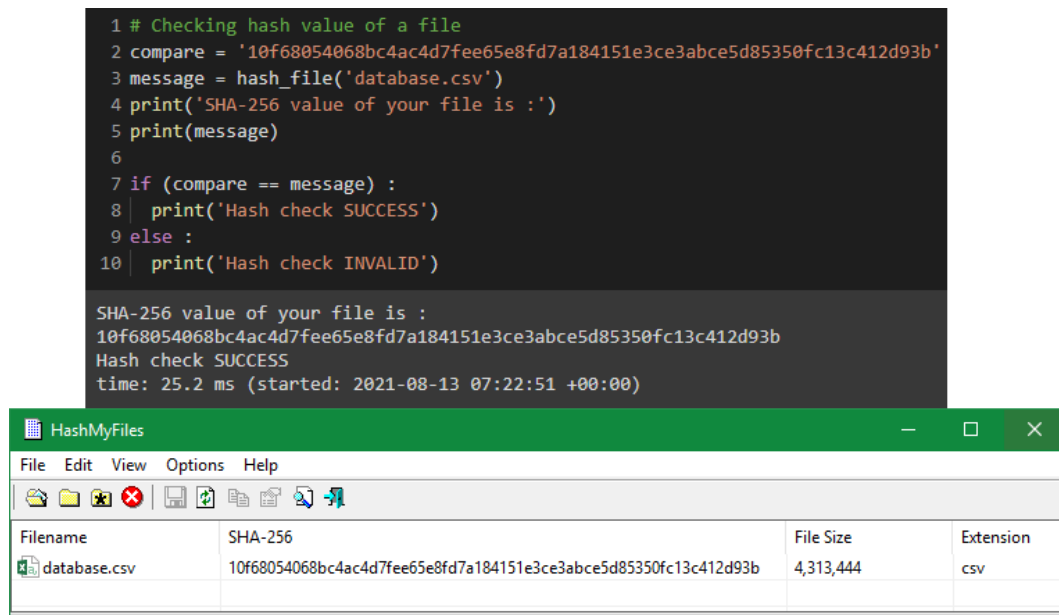 1 # Checking hash value of a file
2 compare = '10f68054068bc4ac4d7fee65e8fd7a184151e3ce3abce5d85350fc13c412d93b'
3 message = hash_file('database.csv')
4 print('SHA-256 value of your file is :')
5 print(message)
6
7 if (compare == message) :
8   print('Hash check SUCCESS')
9 else :
10   print('Hash check INVALID')
SHA-256 value of your file is :
10f68054068bc4ac4d7fee65e8fd7a184151e3ce3abce5d85350fc13c412d93b
Hash check SUCCESS
time: 25.2 ms (started: 2021-08-13 07:22:51 +00:00)
HashMyFiles
File Edit View Options Help
Filename SHA-256 File Size Extension
database.csv 10f68054068bc4ac4d7fee65e8fd7a184151e3ce3abce5d85350fc13c412d93b 4,313,444 csv